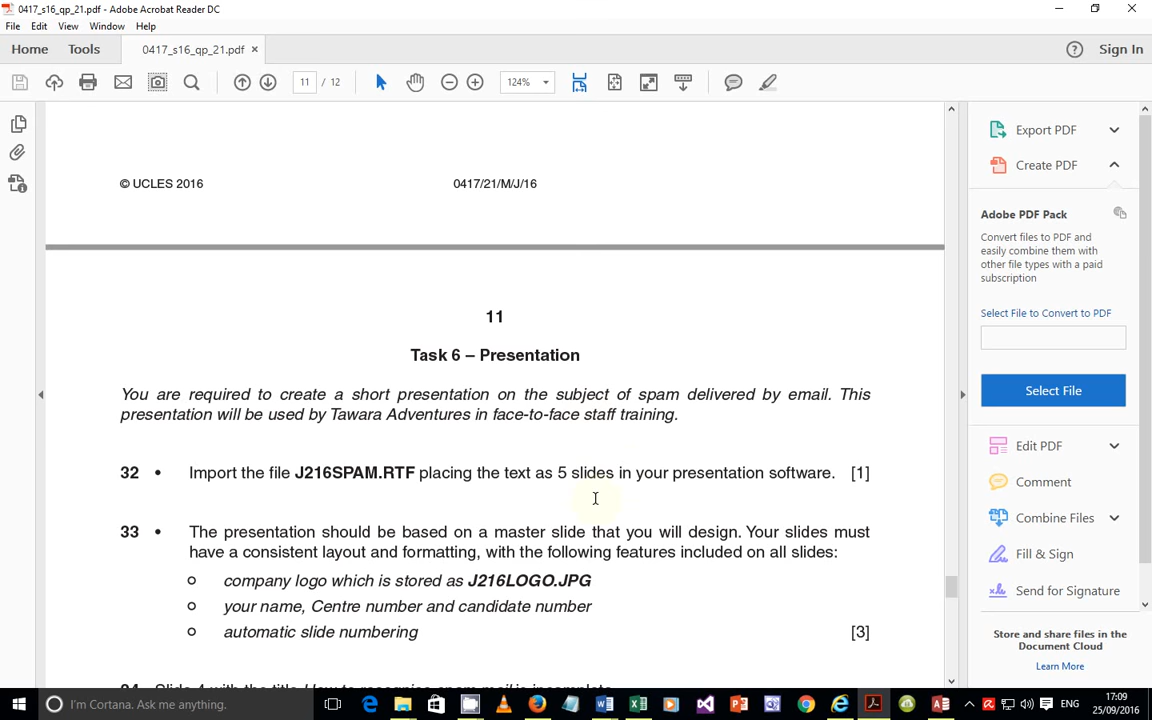 0417_s16_qp_21.pdf - Adobe Acrobat Reader DC
File Edit View Window Help
Home Tools 0417_s16_qp_21.pdf × Sign In
11 / 12 124%
© UCLES 2016 0417/21/M/J/16
11
Task 6 – Presentation
You are required to create a short presentation on the subject of spam delivered by email. This
presentation will be used by Tawara Adventures in face-to-face staff training.
32 • Import the file J216SPAM.RTF placing the text as 5 slides in your presentation software. [1]
33 • The presentation should be based on a master slide that you will design. Your slides must
have a consistent layout and formatting, with the following features included on all slides:
company logo which is stored as J216LOGO.JPG
your name, Centre number and candidate number
automatic slide numbering [3]
Export PDF
Create PDF
Adobe PDF Pack
Convert files to PDF and
easily combine them with
other file types with a paid
subscription
Select File to Convert to PDF
Select File
Edit PDF
Comment
Combine Files
Fill & Sign
Send for Signature
Store and share files in the
Document Cloud
Learn More
I'm Cortana. Ask me anything.
ENG
17:09
25/09/2016